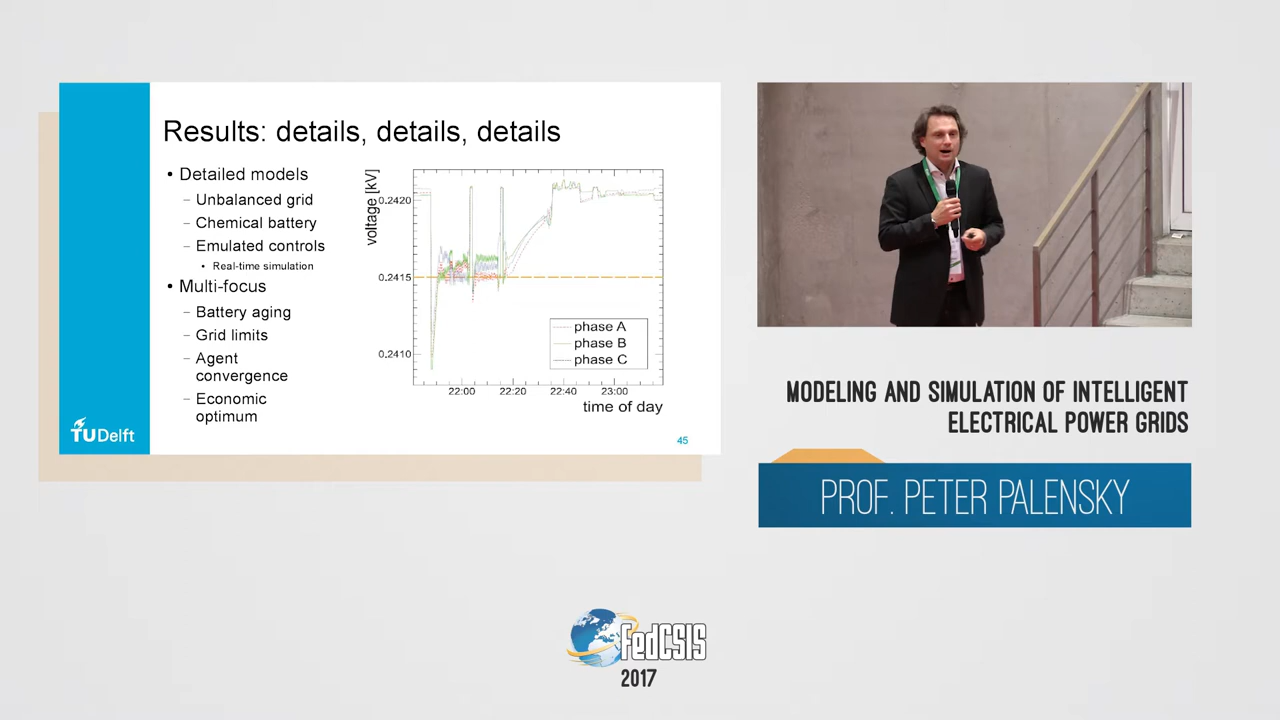 Results: details, details, details
• Detailed models
– Unbalanced grid
– Chemical battery
– Emulated controls
• Real-time simulation
• Multi-focus
– Battery aging
– Grid limits
– Agent
convergence
– Economic
optimum
voltage [kV]
0.2420
0.2415
0.2410
phase A
phase B
phase C
22:00 22:20 22:40 23:00
time of day
TUDelft
45
MODELING AND SIMULATION OF INTELLIGENT
ELECTRICAL POWER GRIDS
PROF. PETER PALENSKY
FedCSIS
2017